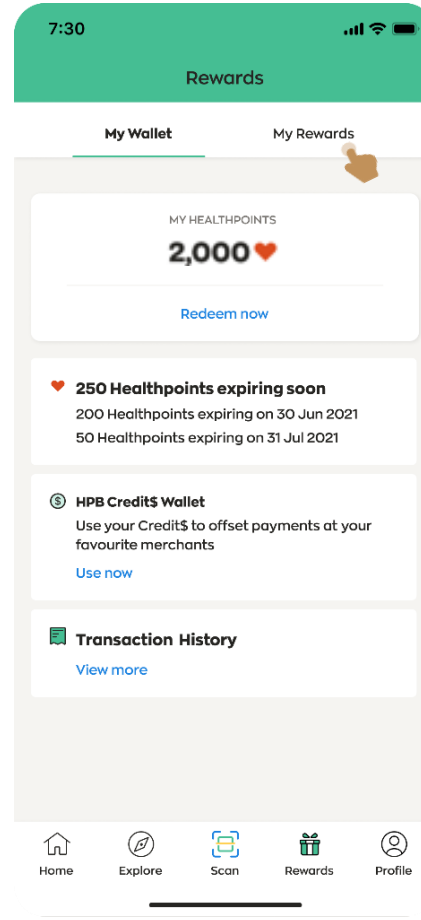 7:30
Rewards
My Wallet
My Rewards
MY HEALTHPOINTS
2,000
Redeem now
250 Healthpoints expiring soon
200 Healthpoints expiring on 30 Jun 2021
50 Healthpoints expiring on 31 Jul 2021
HPB Credit$ Wallet
Use your Credit$ to offset payments at your
favourite merchants
Use now
Transaction History
View more
Home
Explore
Scan
Rewards
Profile